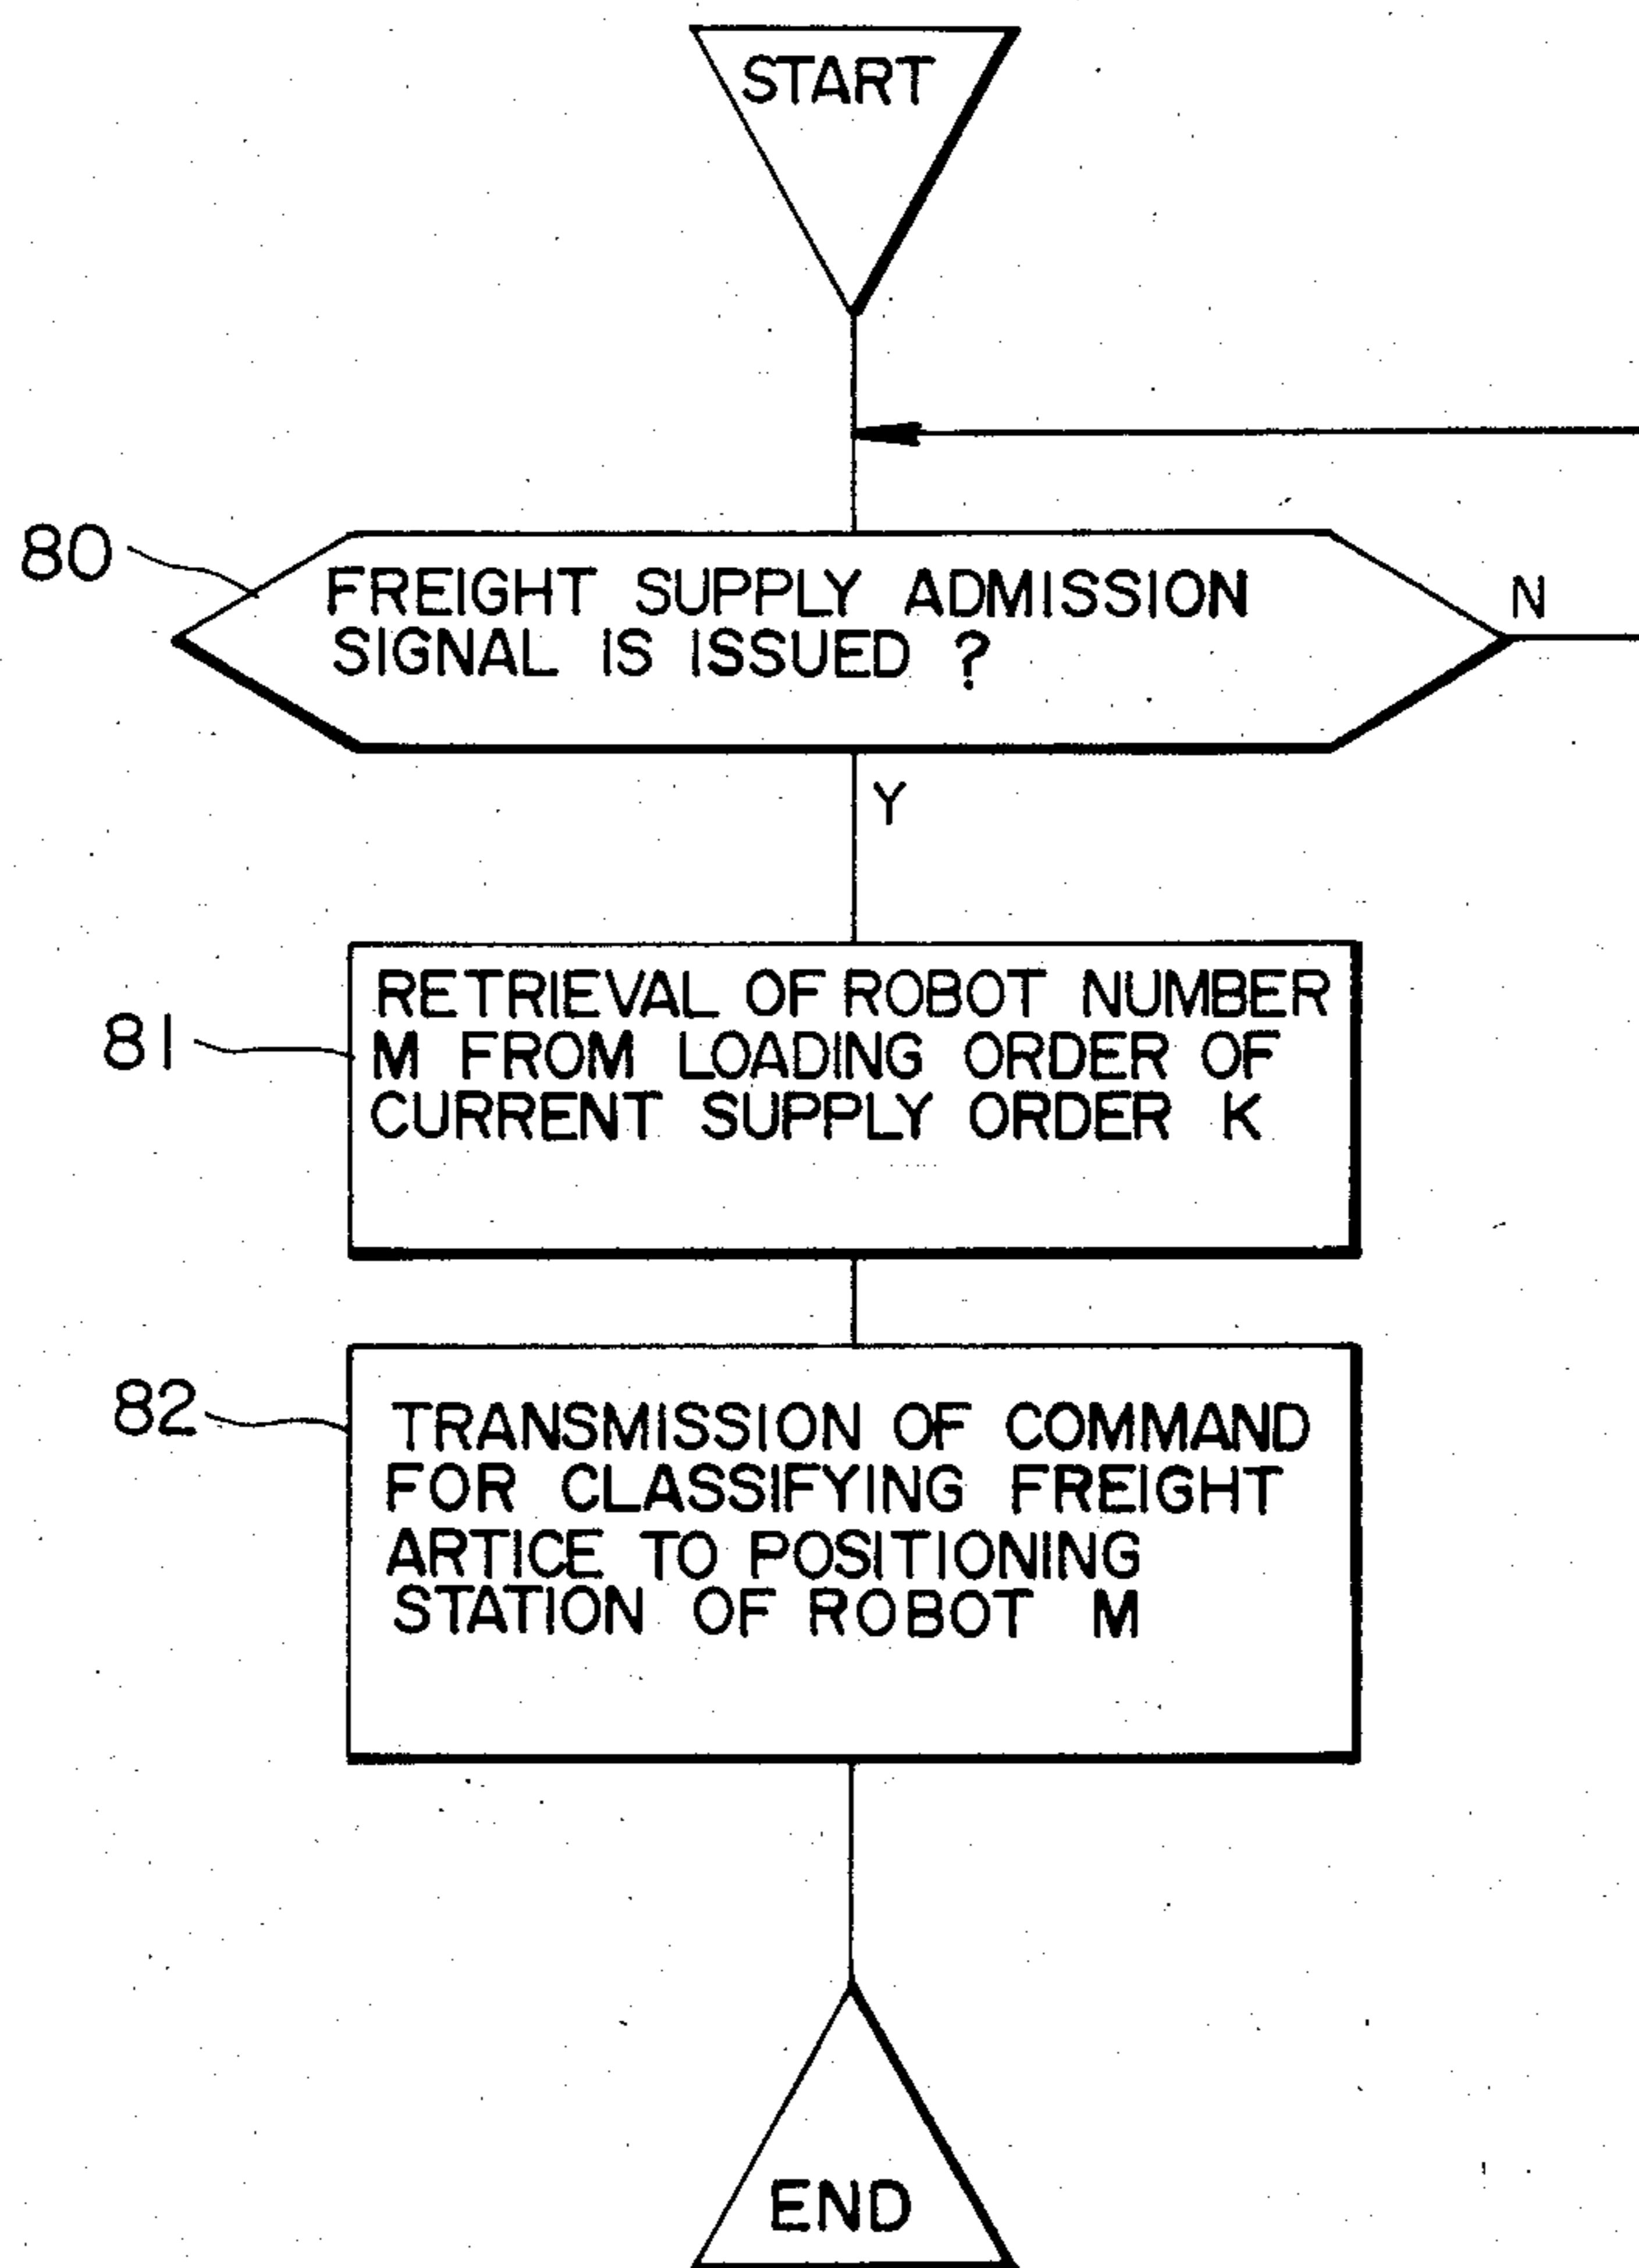 START
80
FREIGHT SUPPLY ADMISSION
SIGNAL IS ISSUED ?
N
Y
81
RETRIEVAL OF ROBOT NUMBER
M FROM LOADING ORDER OF
CURRENT SUPPLY ORDER K
82
TRANSMISSION OF COMMAND
FOR CLASSIFYING FREIGHT
ARTICE TO POSITIONING
STATION OF ROBOT M
END